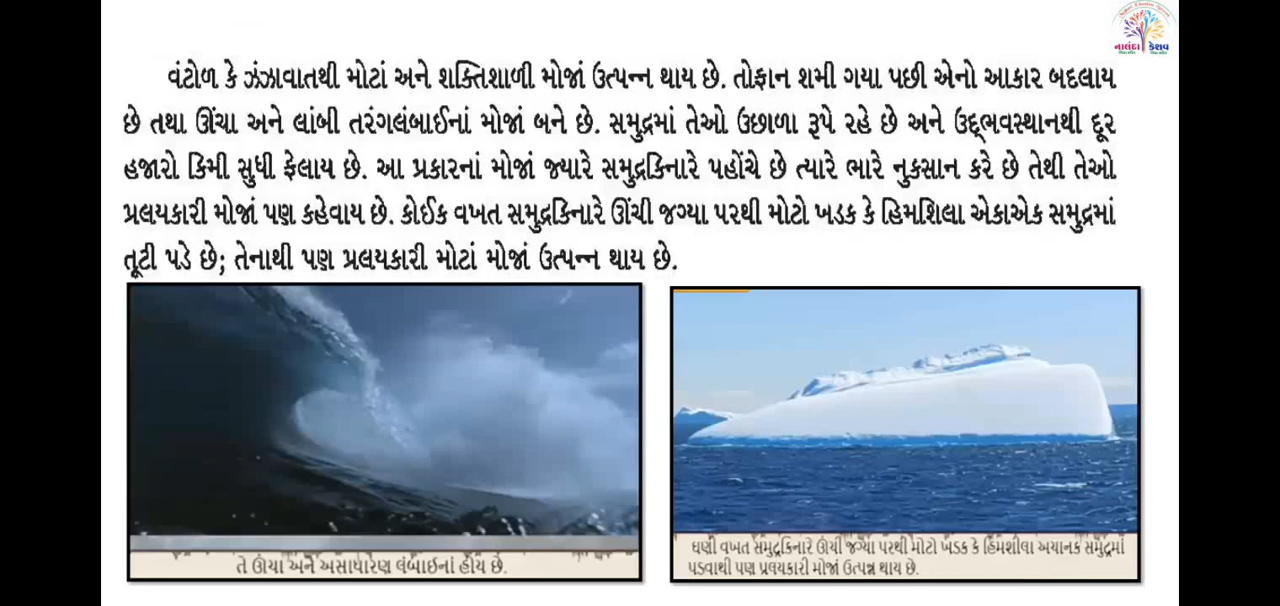 નાલંદા કેશવ
વંટોળ કે ઝંઝાવાતથી મોટાં અને શક્તિશાળી મોજાં ઉત્પન્ન થાય છે. તોફાન શમી ગયા પછી એનો આકાર બદલાય
છે તથા ઊંચા અને લાંબી તરંગલંબાઈનાં મોજાં બને છે. સમુદ્રમાં તેઓ ઉછાળા રૂપે રહે છે અને ઉદ્ભવસ્થાનથી દૂર
હજારો કિમી સુધી ફેલાય છે. આ પ્રકારનાં મોજાં જ્યારે સમુદ્રકિનારે પહોંચે છે ત્યારે ભારે નુકસાન કરે છે તેથી તેઓ
પ્રલયકારી મોજાં પણ કહેવાય છે. કોઈક વખત સમુદ્રકિનારે ઊંચી જગ્યા પરથી મોટો ખડક કે હિમશિલા એકાએક સમુદ્રમાં
તૂટી પડે છે; તેનાથી પણ પ્રલયકારી મોટાં મોજાં ઉત્પન્ન થાય છે.
તે ઊંચા અને અસાધારણ લંબાઈનાં હોય છે.
ઘણી વખત સમુદ્રકિનારે ઊંચી જગ્યા પરથી મોટો ખડક કે હિમશીલા અચાનક સમુદ્રમાં
પડવાથી પણ પ્રલયકારી મોજાં ઉત્પન્ન થાય છે.